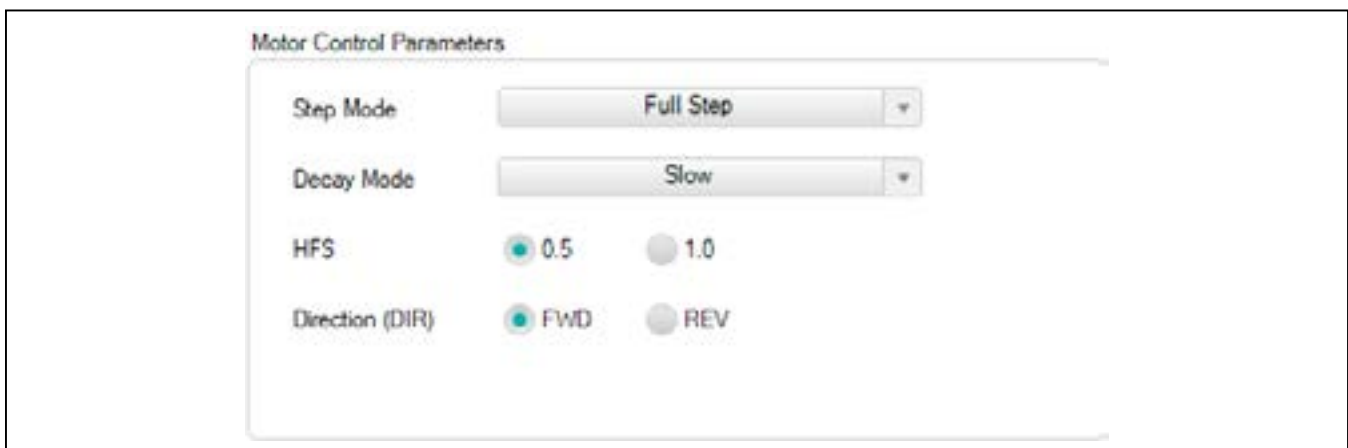 Motor Control Parameters
Step Mode Full Step
Decay Mode Slow
HFS 0.5 1.0
Direction (DIR) FWD REV